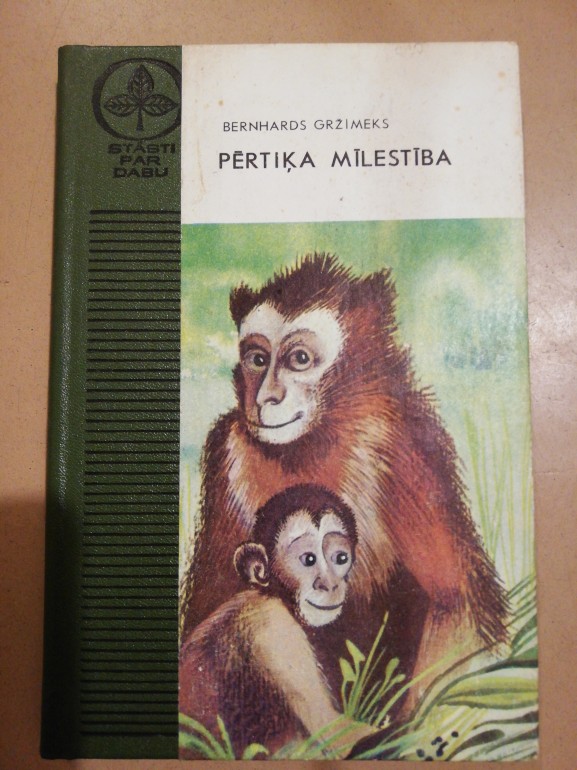 STĀSTI
PAR
DABU
BERNHARDS GRŽIMEKS
PĒRTIĶA MĪLESTĪBA